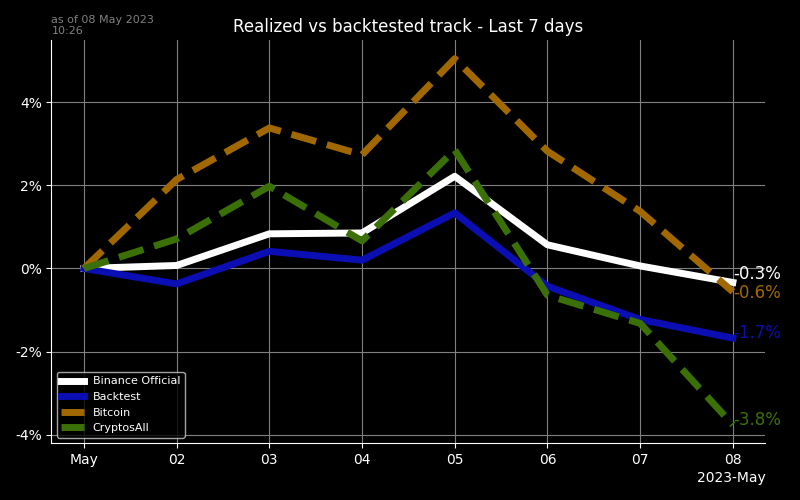 as of 08 May 2023
10:26
Realized vs backtested track - Last 7 days
4%
2%
0%
-2%
-4%
-0.3%
-0.6%
-1.7%
-3.8%
Binance Official
Backtest
Bitcoin
CryptosAll
May 02 03 04 05 06 07 08
2023-May